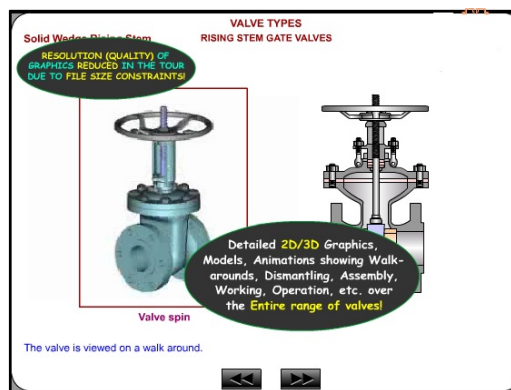 VALVE TYPES
Solid Wedge Rising Stem
RISING STEM GATE VALVES
RESOLUTION (QUALITY) OF
GRAPHICS REDUCED IN THE TOUR
DUE TO FILE SIZE CONSTRAINTS!
Detailed 2D/3D Graphics,
Models, Animations showing Walk-
arounds, Dismantling, Assembly,
Working, Operation, etc. over
the Entire range of valves!
Valve spin
The valve is viewed on a walk around.